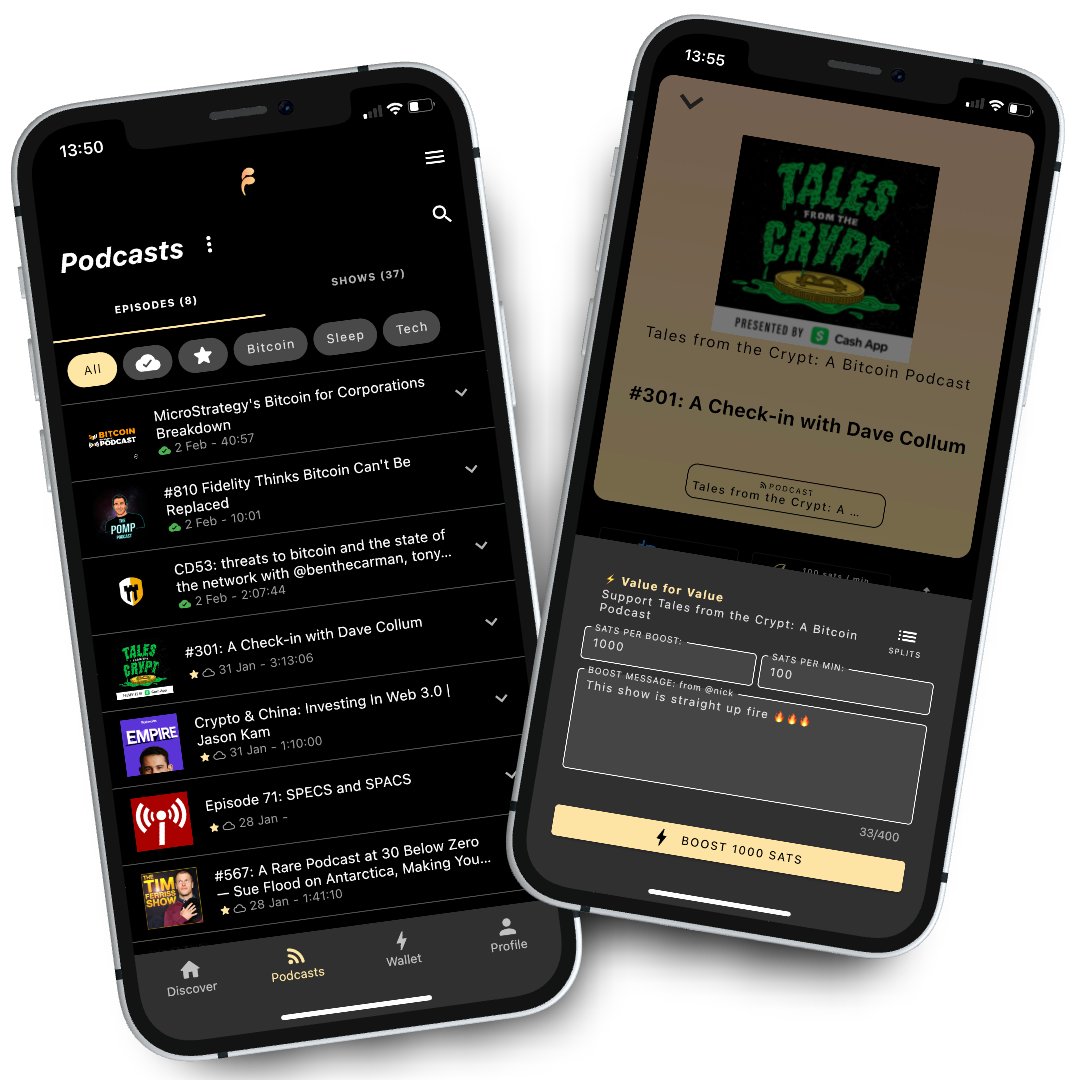 13:50
Podcasts
EPISODES (8)
SHOWS (37)
All
Bitcoin
Sleep
Tech
BITCOIN
PODCAST
MicroStrategy's Bitcoin for Corporations
Breakdown
2 Feb - 40:57
THE
POMP
PODCAST
#810 Fidelity Thinks Bitcoin Can't Be
Replaced
2 Feb - 10:01
CD53: threats to bitcoin and the state of
the network with @benthecarman, tony...
2 Feb - 2:07:44
TALES
CRYPT
#301: A Check-in with Dave Collum
31 Jan - 3:13:06
EMPIRE
Crypto & China: Investing In Web 3.0 |
Jason Kam
31 Jan - 1:10:00
Episode 71: SPECS and SPACS
28 Jan -
THE
TIM
FERRISS
SHOW
#567: A Rare Podcast at 30 Below Zero
— Sue Flood on Antarctica, Making You...
28 Jan - 1:41:10
Discover
Podcasts
Wallet
Profile
13:55
TALES
FROM THE
CRYPT
PRESENTED BY $ Cash App
Tales from the Crypt: A Bitcoin Podcast
#301: A Check-in with Dave Collum
PODCAST
Tales from the Crypt: A ...
100 sats / min
Value for Value
Support Tales from the Crypt: A Bitcoin
Podcast
SPLITS
SATS PER BOOST:
1000
SATS PER MIN:
100
BOOST MESSAGE: from @nick
This show is straight up fire 🔥🔥🔥
33/400
BOOST 1000 SATS